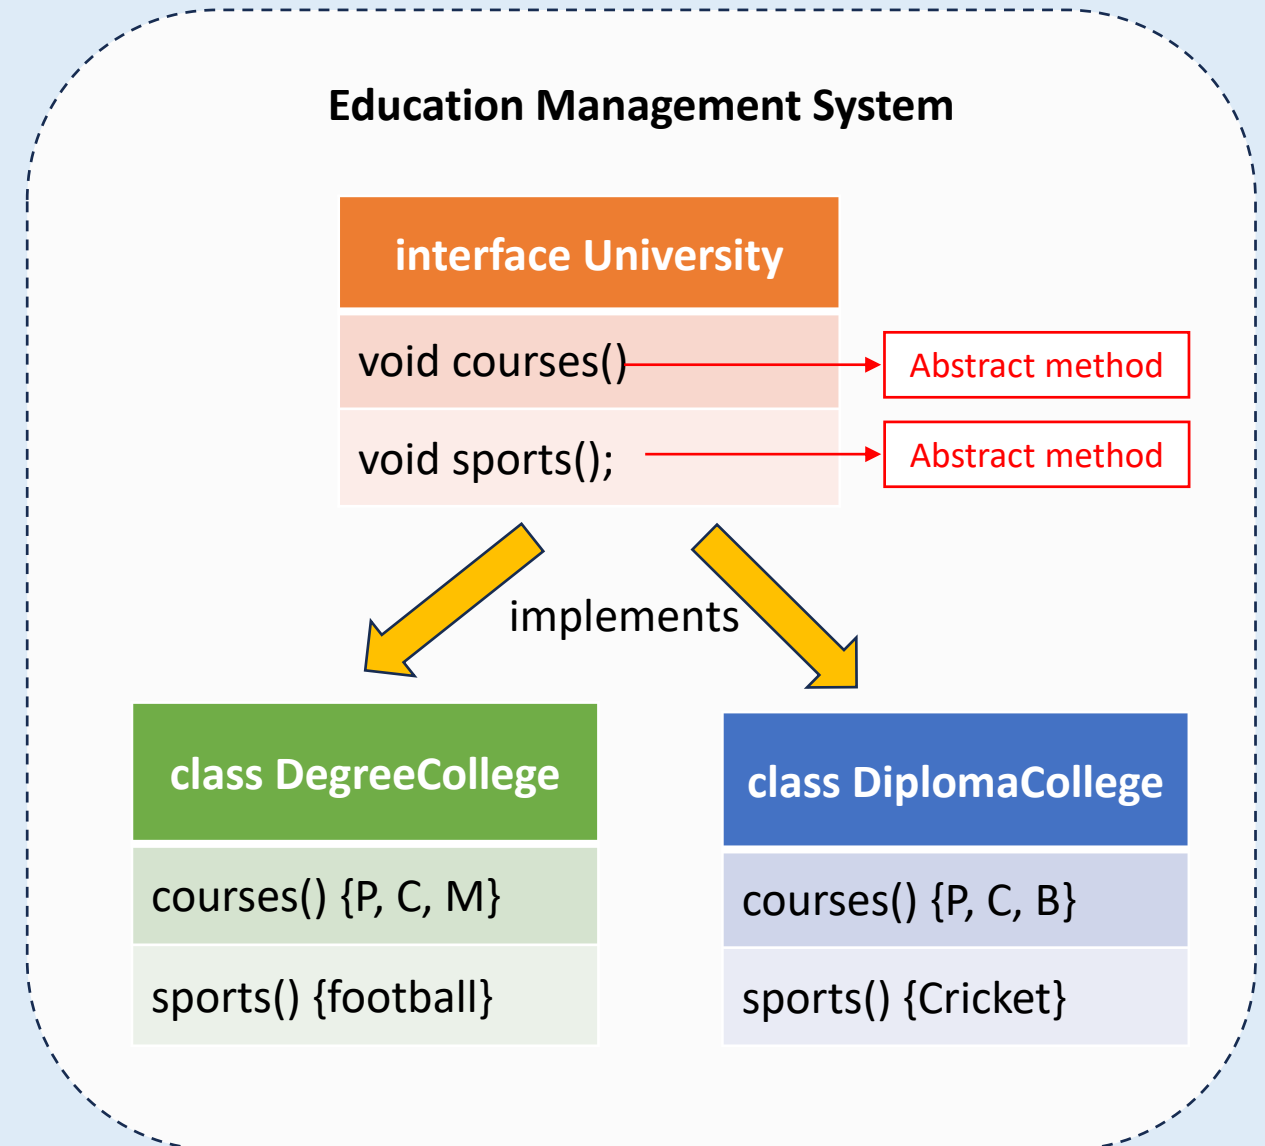 Education Management System
interface University
void courses()
Abstract method
void sports();
Abstract method
implements
class DegreeCollege
courses() {P, C, M}
sports() {football}
class DiplomaCollege
courses() {P, C, B}
sports() {Cricket}